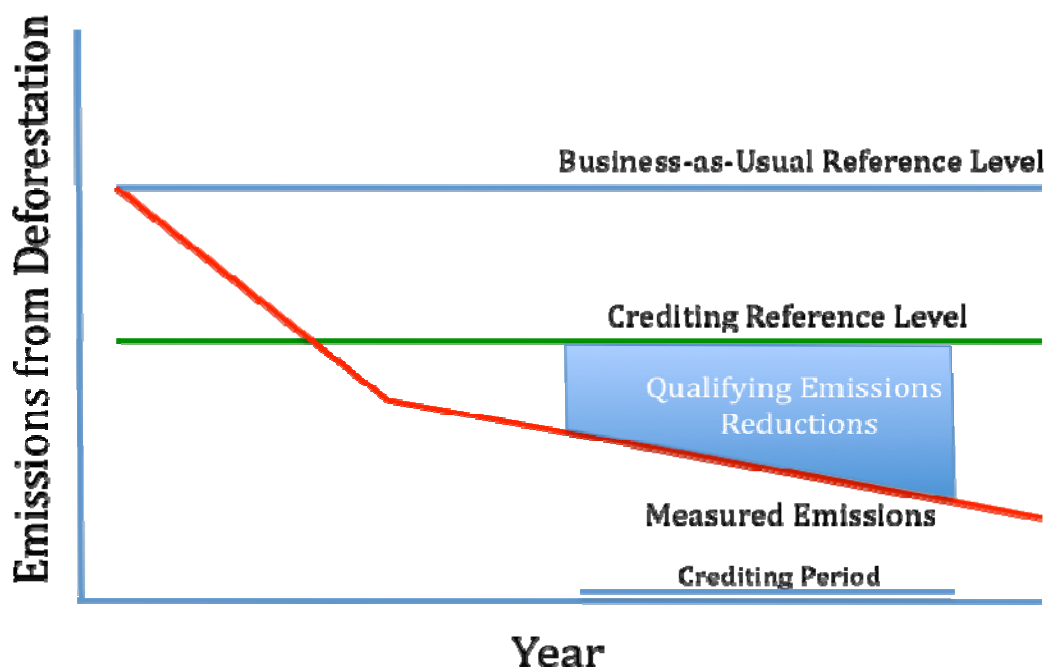 Emissions from Deforestation
Business-as-Usual Reference Level
Crediting Reference Level
Qualifying Emissions
Reductions
Measured Emissions
Crediting Period
Year